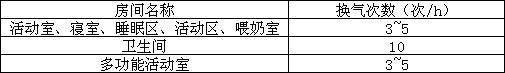 房间名称 换气次数（次/h）
活动室、寝室、睡眠区、活动区、喂奶室 3~5
卫生间 10
多功能活动室 3~5